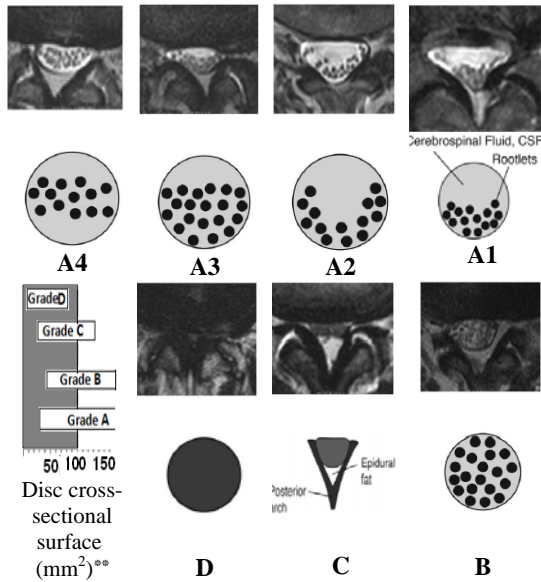 Cerebrospinal Fluid, CSF
Rootlets
A4
A3
A2
A1
GradeD
Grade C
Grade B
Grade A
50
100
150
Disc cross-
sectional
surface
(mm²)**
Epidural
fat
Posterior
arch
D
C
B